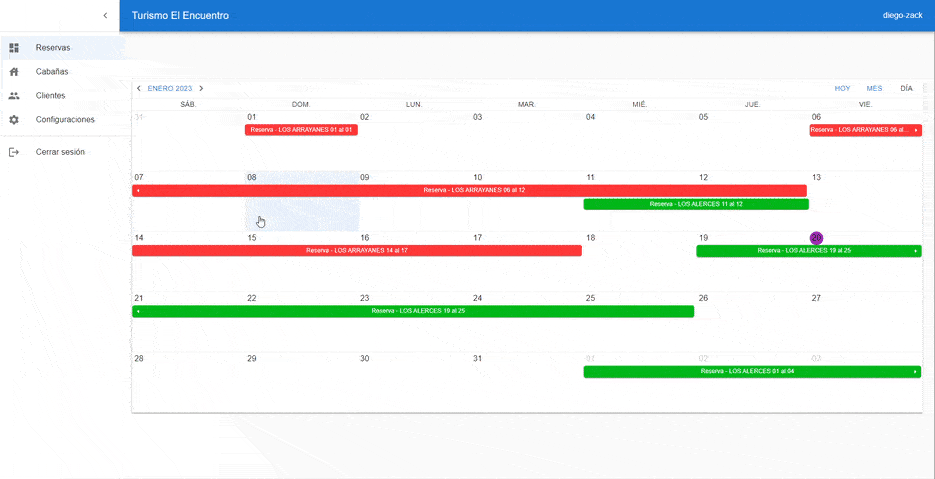 Turismo El Encuentro
diego-zack
Reservas
Cabañas
Clientes
Configuraciones
Cerrar sesión
ENERO 2023
HOY MES DÍA
SÁB. DOM. LUN. MAR. MIÉ. JUE. VIE.
31 01 02 03 04 05 06
Reserva - LOS ARRAYANES 01 al 01
Reserva - LOS ARRAYANES 06 al...
07 08 09 10 11 12 13
Reserva - LOS ARRAYANES 06 al 12
Reserva - LOS ALERCES 11 al 12
14 15 16 17 18 19 20
Reserva - LOS ARRAYANES 14 al 17
Reserva - LOS ALERCES 19 al 25
21 22 23 24 25 26 27
Reserva - LOS ALERCES 19 al 25
28 29 30 31 01 02 03
Reserva - LOS ALERCES 01 al 04